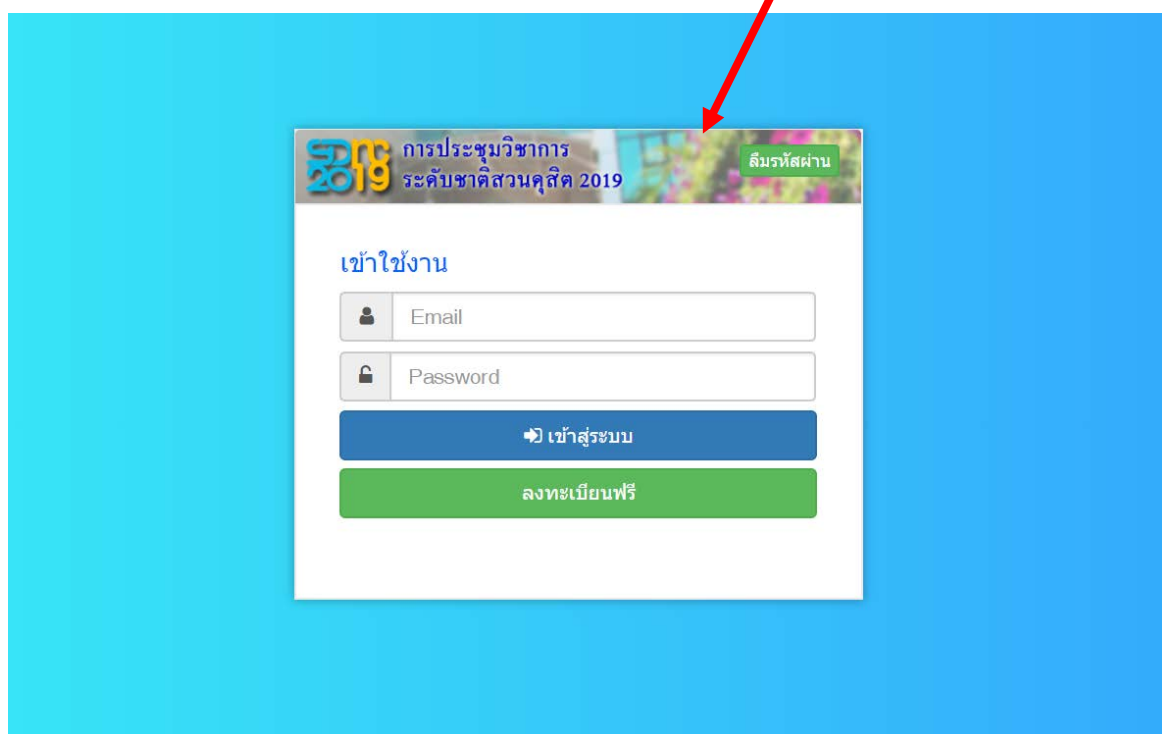 SDNC
2019
การประชุมวิชาการ
ระดับชาติสวนดุสิต 2019
ลืมรหัสผ่าน
เข้าใช้งาน
Email
Password
เข้าสู่ระบบ
ลงทะเบียนฟรี